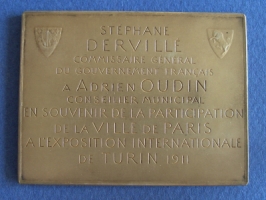 STÉPHANE
DERVILLÉ
COMMISSAIRE GENERAL
DU GOUVERNEMENT FRANÇAIS
A ADRIEN OUDIN
CONSEILLER MUNICIPAL
EN SOUVENIR DE LA PARTICIPATION
DE LA VILLE DE PARIS
A L'EXPOSITION INTERNATIONALE
DE TURIN 1911